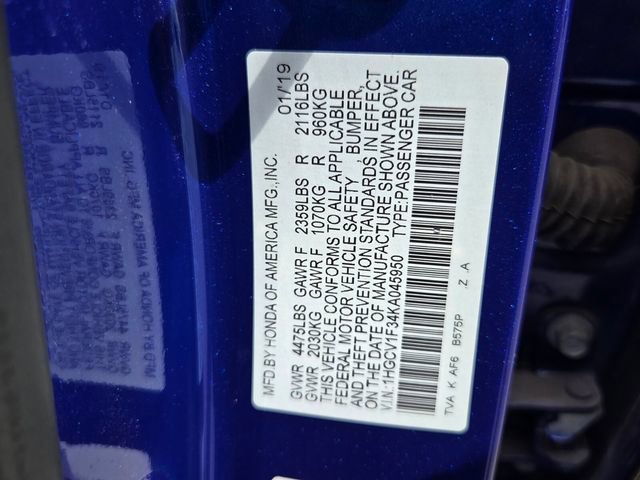 MFD.BY HONDA OF AMERICA MFG.,INC. 01/'19
GVWR 4475LBS GAWR F 2359LBS R 2116LBS
GVWR 2030KG GAWR F 1070KG R 960KG
THIS VEHICLE CONFORMS TO ALL APPLICABLE
FEDERAL MOTOR VEHICLE SAFETY , BUMPER,
AND THEFT PREVENTION STANDARDS IN EFFECT
ON THE DATE OF MANUFACTURE SHOWN ABOVE.
V.I.N.:1HGCV1F34KA045950 TYPE:PASSENGER CAR
TVA K AF6 B575P .Z .A